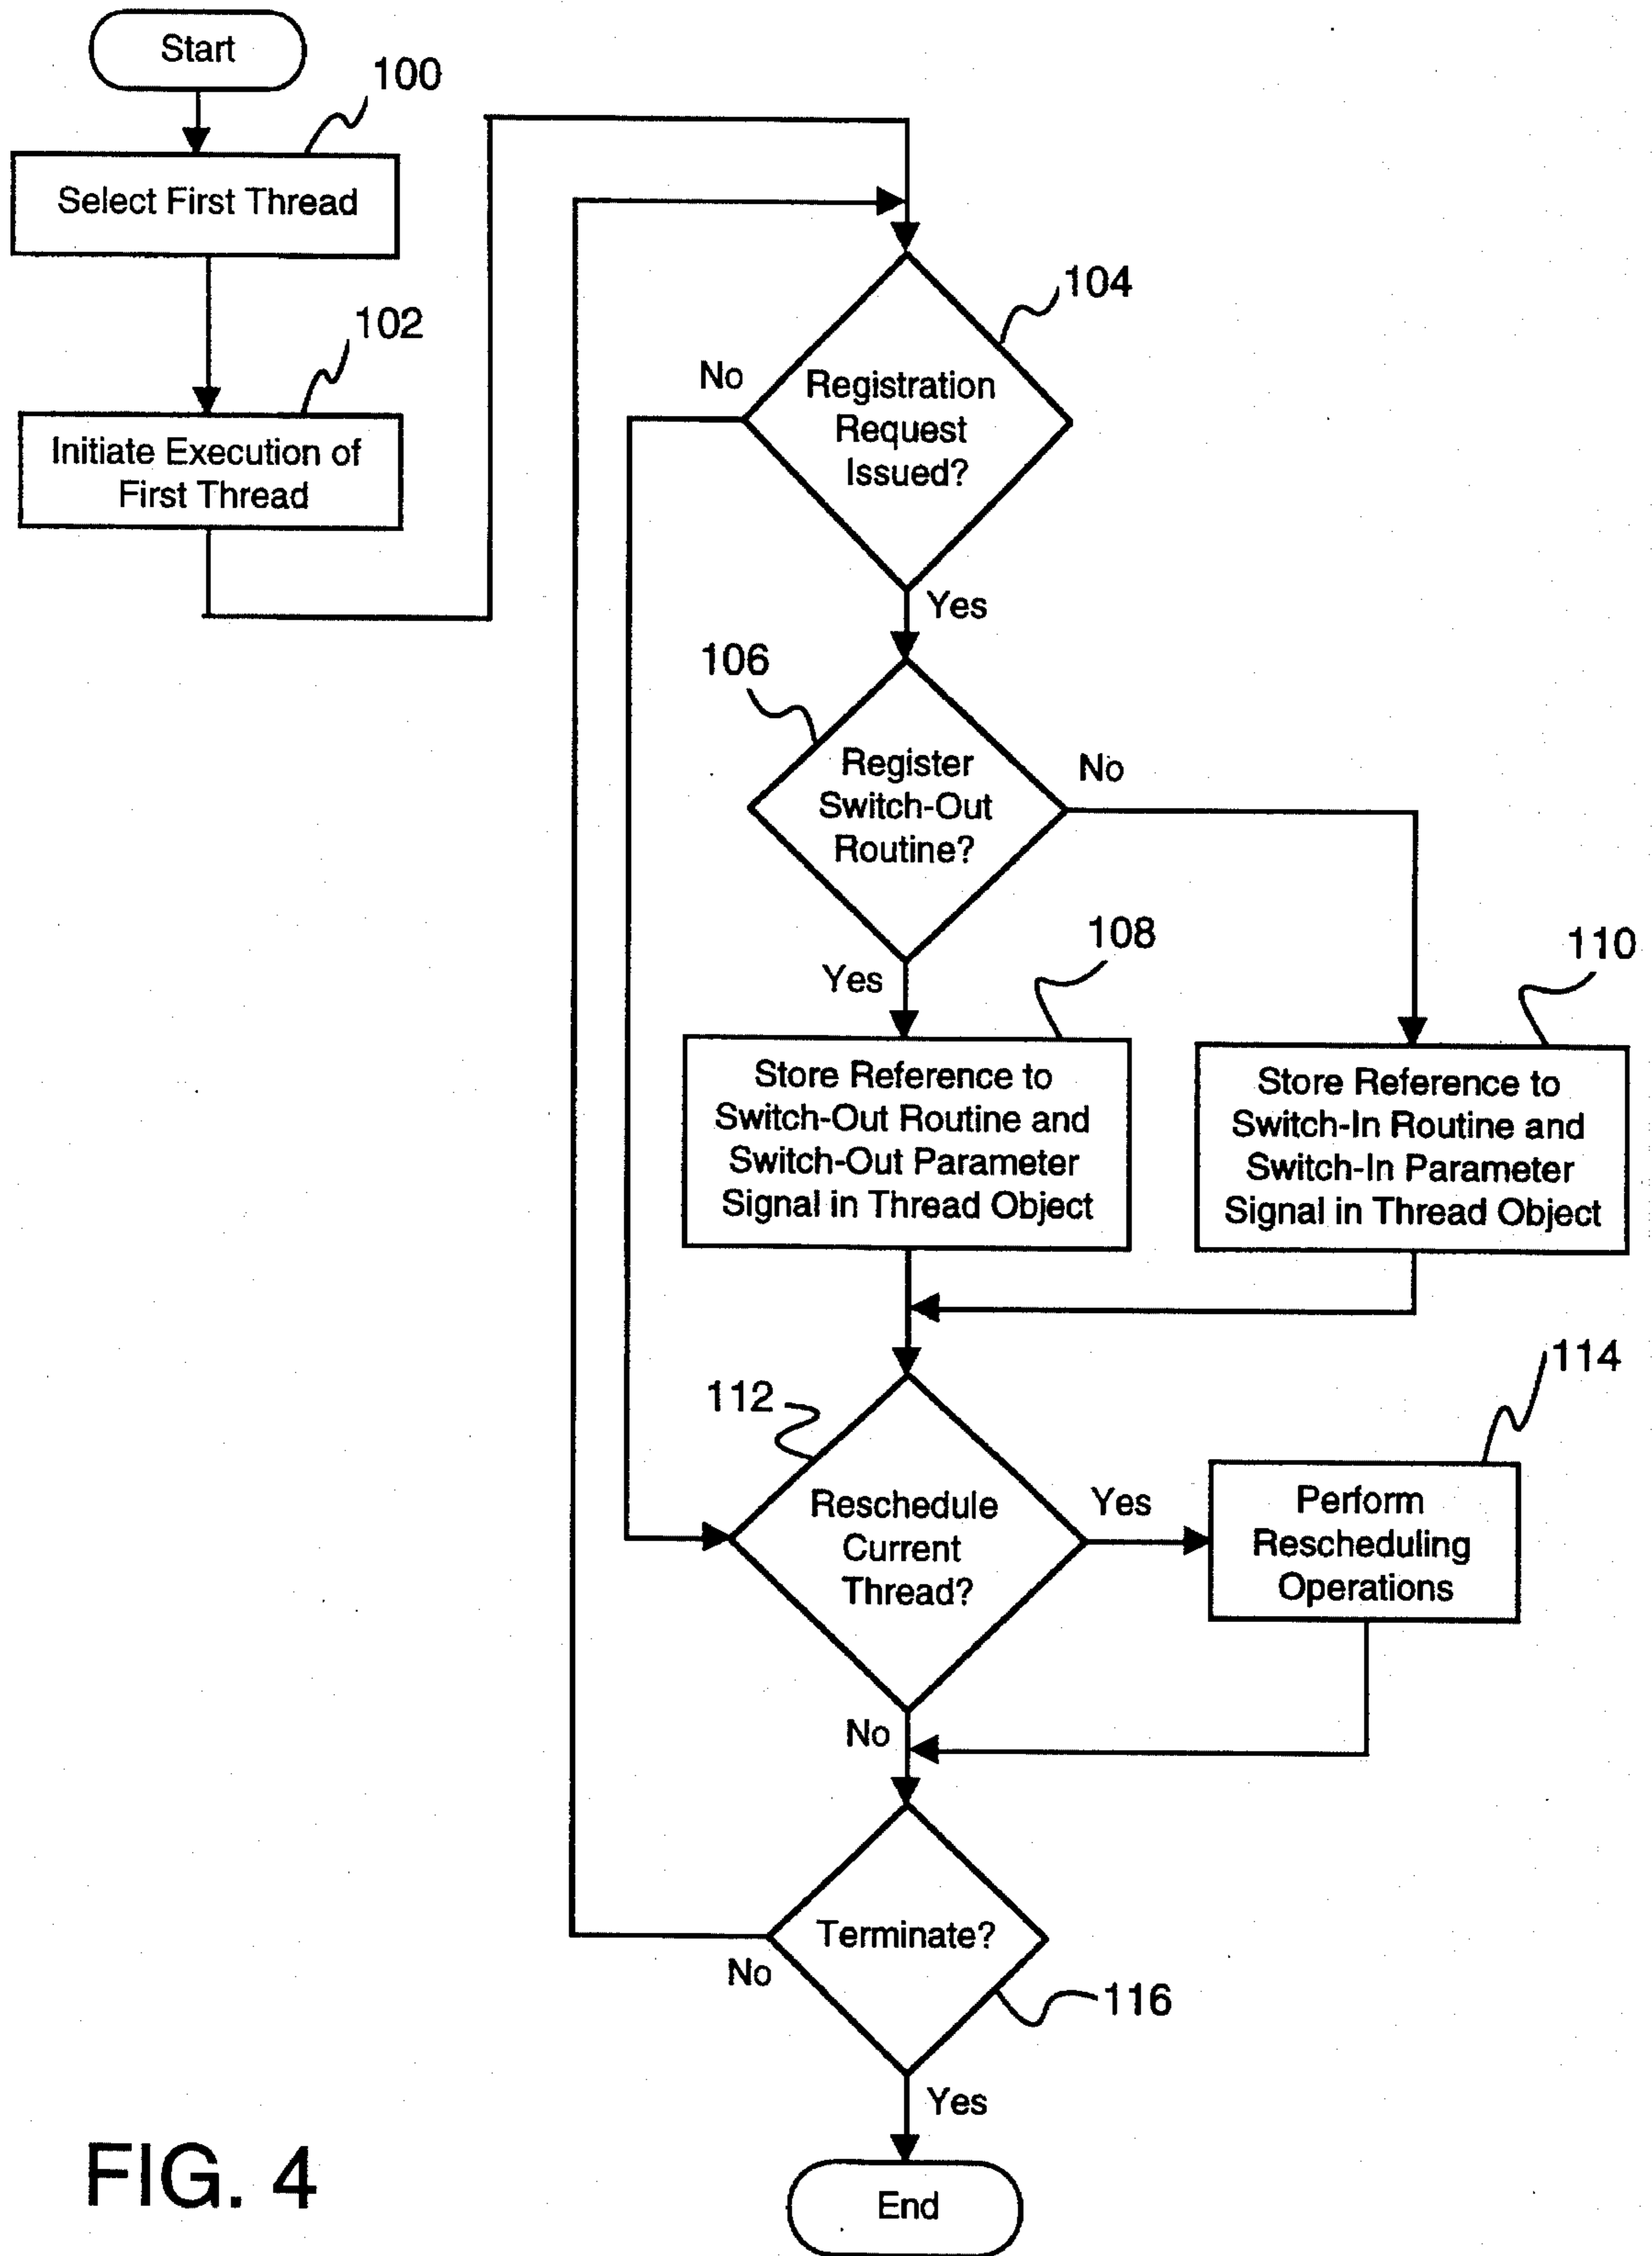 Start
100
Select First Thread
102
Initiate Execution of
First Thread
104
No
Registration
Request
Issued?
Yes
106
Register
Switch-Out
Routine?
No
Yes
108
110
Store Reference to
Switch-Out Routine and
Switch-Out Parameter
Signal in Thread Object
Store Reference to
Switch-In Routine and
Switch-In Parameter
Signal in Thread Object
112
114
Reschedule
Current
Thread?
Yes
Perform
Rescheduling
Operations
No
Terminate?
No
116
Yes
End
FIG. 4